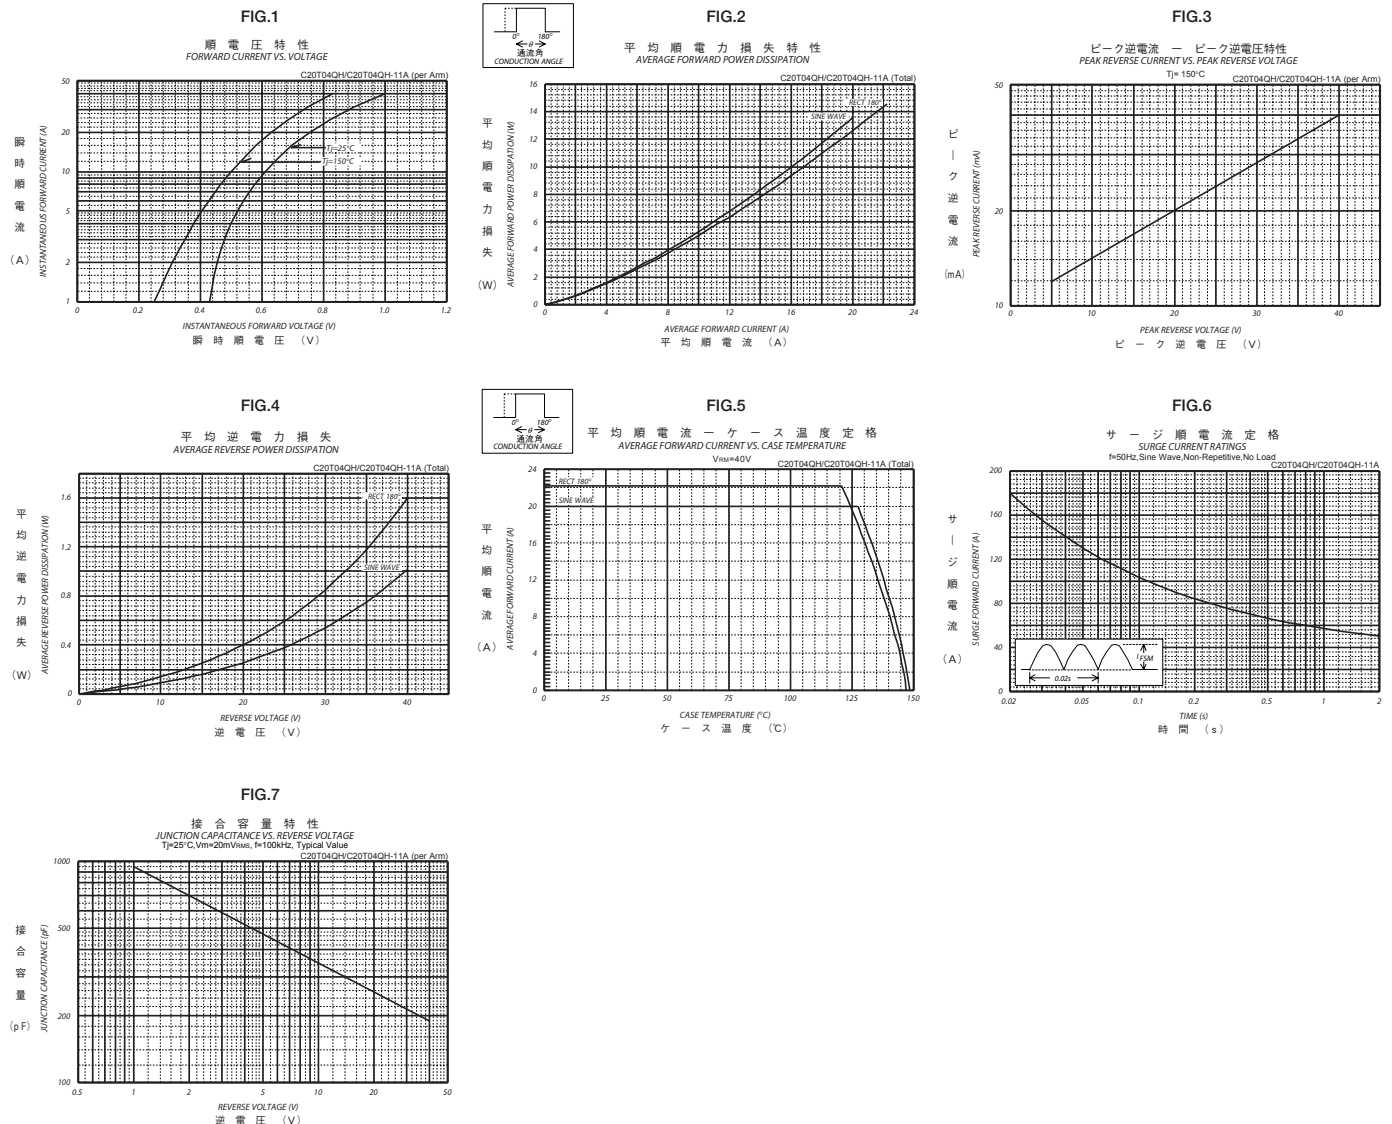 FIG.1
順電圧特性
FORWARD CURRENT VS. VOLTAGE
C20T04QH/C20T04QH-11A (per Arm)
瞬時順電流 (A)
INSTANTANEOUS FORWARD CURRENT (A)
50
20
10
5
2
1
Tj=25°C
Tj=150°C
0 0.2 0.4 0.6 0.8 1.0 1.2
INSTANTANEOUS FORWARD VOLTAGE (V)
瞬時順電圧 (V)
0° 180°
θ
通流角
CONDUCTION ANGLE
FIG.2
平均順電力損失特性
AVERAGE FORWARD POWER DISSIPATION
C20T04QH/C20T04QH-11A (Total)
平均順電力損失 (W)
AVERAGE FORWARD POWER DISSIPATION (W)
16
14
12
10
8
6
4
2
0
RECT 180°
SINE WAVE
0 4 8 12 16 20 24
AVERAGE FORWARD CURRENT (A)
平均順電流 (A)
FIG.3
ピーク逆電流 ー ピーク逆電圧特性
PEAK REVERSE CURRENT VS. PEAK REVERSE VOLTAGE
Tj= 150°C
C20T04QH/C20T04QH-11A (per Arm)
ピーク逆電流 (mA)
PEAK REVERSE CURRENT (mA)
50
20
10
0 10 20 30 40
PEAK REVERSE VOLTAGE (V)
ピーク逆電圧 (V)
FIG.4
平均逆電力損失
AVERAGE REVERSE POWER DISSIPATION
C20T04QH/C20T04QH-11A (Total)
平均逆電力損失 (W)
AVERAGE REVERSE POWER DISSIPATION (W)
1.6
1.2
0.8
0.4
0
RECT 180°
SINE WAVE
0 10 20 30 40
REVERSE VOLTAGE (V)
逆電圧 (V)
0° 180°
θ
通流角
CONDUCTION ANGLE
FIG.5
平均順電流ーケース温度定格
AVERAGE FORWARD CURRENT VS. CASE TEMPERATURE
VRM=40V
C20T04QH/C20T04QH-11A (Total)
平均順電流 (A)
AVERAGE FORWARD CURRENT (A)
24
20
16
12
8
4
0
RECT 180°
SINE WAVE
0 25 50 75 100 125 150
CASE TEMPERATURE (°C)
ケース温度 (℃)
FIG.6
サージ順電流定格
SURGE CURRENT RATINGS
f=50Hz,Sine Wave,Non-Repetitive,No Load
C20T04QH/C20T04QH-11A
サージ順電流 (A)
SURGE FORWARD CURRENT (A)
200
160
120
80
40
0
IFSM
0.02s
0.02 0.05 0.1 0.2 0.5 1 2
TIME (s)
時間 (s)
FIG.7
接合容量特性
JUNCTION CAPACITANCE VS. REVERSE VOLTAGE
Tj=25°C,Vm=20mVRMS, f=100kHz, Typical Value
C20T04QH/C20T04QH-11A (per Arm)
接合容量 (pF)
JUNCTION CAPACITANCE (pF)
1000
500
200
100
0.5 1 2 5 10 20 50
REVERSE VOLTAGE (V)
逆電圧 (V)